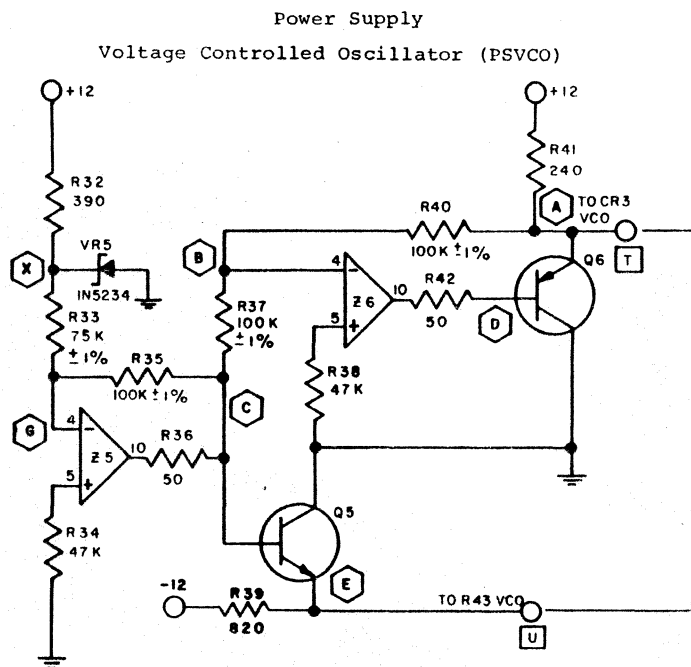 Power Supply
Voltage Controlled Oscillator (PSVCO)
+12
+12
R41
240
R32
390
A
TO CR3
VCO
T
R40
100K ±1%
VR5
X
1N5234
B
4
-
Z6
10
R42
50
Q6
D
R33
75K
±1%
R37
100K
±1%
5
+
R35
100K ±1%
R38
47K
C
G
4
-
Z5
10
R36
50
5
+
R34
47K
Q5
E
-12
R39
820
TO R43 VCO
U